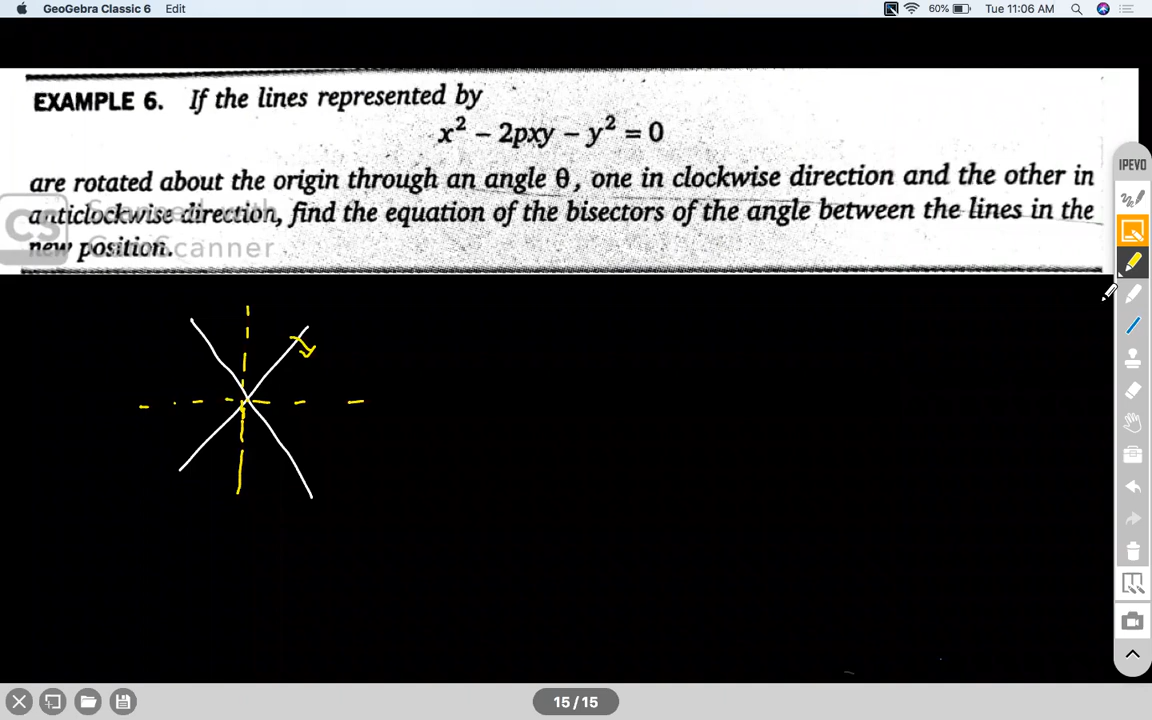 GeoGebra Classic 6 Edit 60% Tue 11:06 AM
EXAMPLE 6. If the lines represented by
x² – 2pxy – y² = 0
IPEVO
are rotated about the origin through an angle θ, one in clockwise direction and the other in
anticlockwise direction, find the equation of the bisectors of the angle between the lines in the
CS
new position.
15 / 15